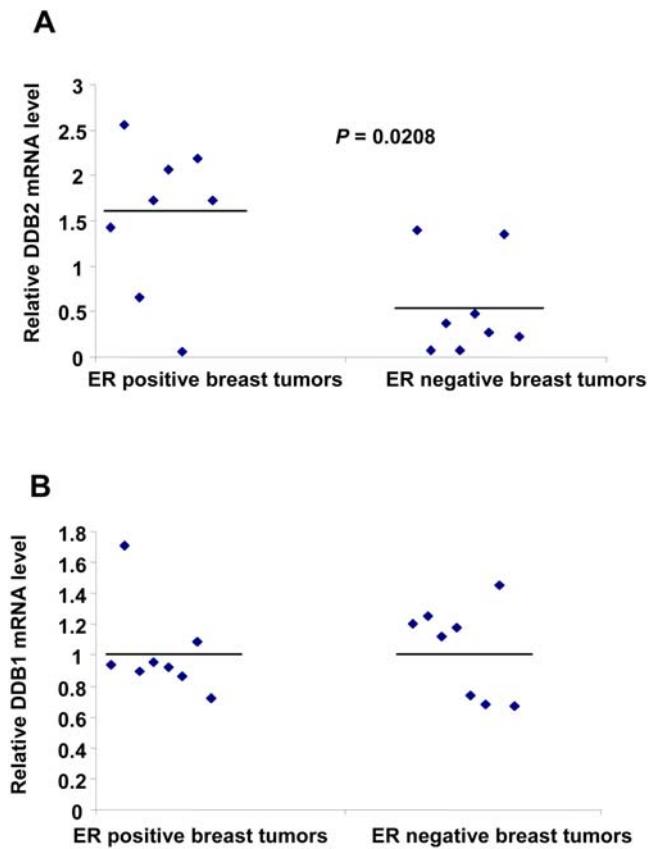 A
Relative DDB2 mRNA level
3
2.5
2
1.5
1
0.5
0
P = 0.0208
ER positive breast tumors
ER negative breast tumors
B
Relative DDB1 mRNA level
1.8
1.6
1.4
1.2
1
0.8
0.6
0.4
0.2
0
ER positive breast tumors
ER negative breast tumors